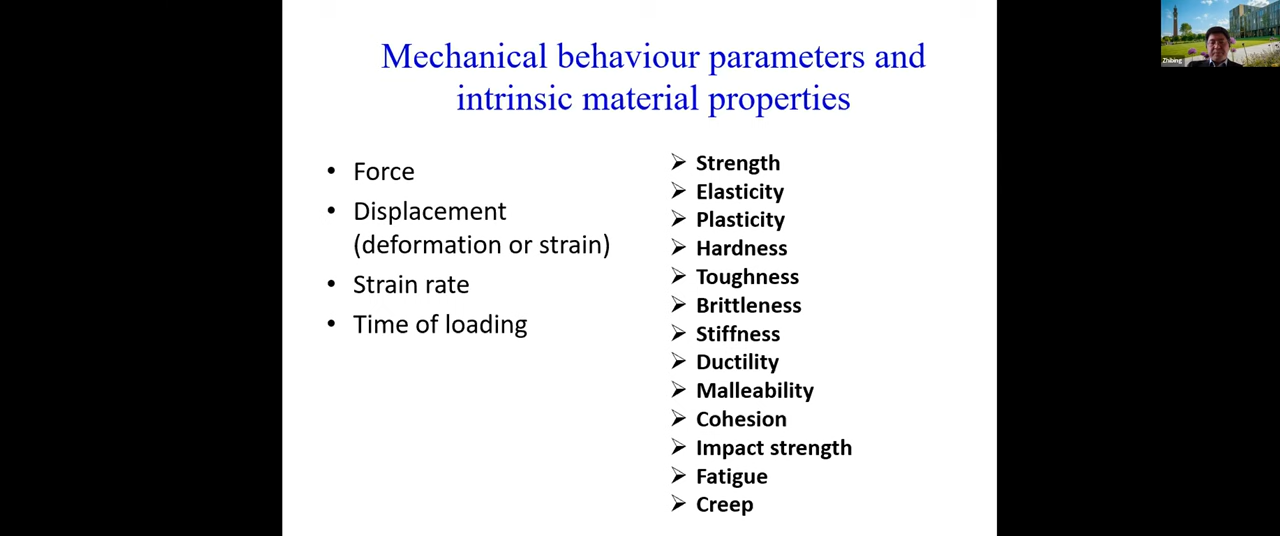 Mechanical behaviour parameters and
intrinsic material properties
• Force
• Displacement
(deformation or strain)
• Strain rate
• Time of loading
➢ Strength
➢ Elasticity
➢ Plasticity
➢ Hardness
➢ Toughness
➢ Brittleness
➢ Stiffness
➢ Ductility
➢ Malleability
➢ Cohesion
➢ Impact strength
➢ Fatigue
➢ Creep
Zhibing